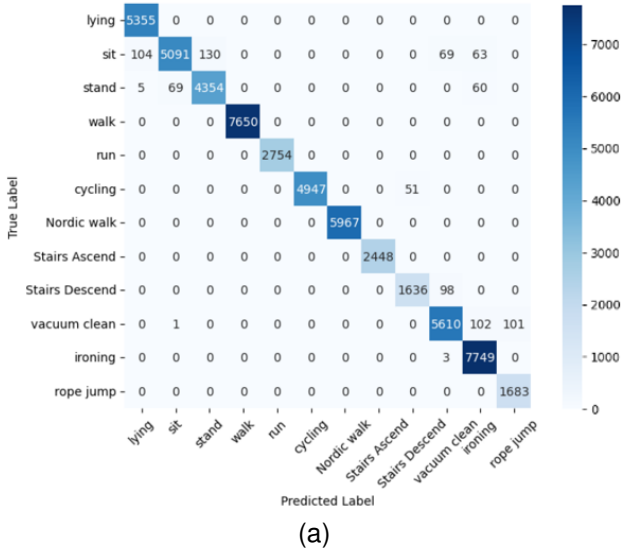 lying 5355 0 0 0 0 0 0 0 0 0 0 0
sit 104 5091 130 0 0 0 0 0 0 69 63 0
stand 5 69 4354 0 0 0 0 0 0 0 60 0
walk 0 0 0 7650 0 0 0 0 0 0 0 0
run 0 0 0 0 2754 0 0 0 0 0 0 0
cycling 0 0 0 0 0 4947 0 0 51 0 0 0
Nordic walk 0 0 0 0 0 0 5967 0 0 0 0 0
Stairs Ascend 0 0 0 0 0 0 0 2448 0 0 0 0
Stairs Descend 0 0 0 0 0 0 0 0 1636 98 0 0
vacuum clean 0 1 0 0 0 0 0 0 0 5610 102 101
ironing 0 0 0 0 0 0 0 0 0 3 7749 0
rope jump 0 0 0 0 0 0 0 0 0 0 0 1683
True Label
lying sit stand walk run cycling Nordic walk Stairs Ascend Stairs Descend vacuum clean ironing rope jump
Predicted Label
7000
6000
5000
4000
3000
2000
1000
0
(a)